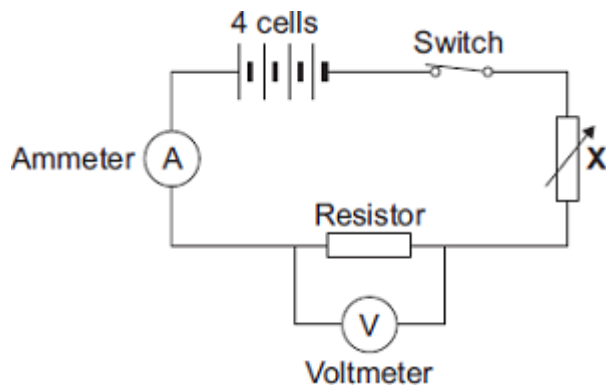 4 cells
Switch
Ammeter
A
X
Resistor
V
Voltmeter